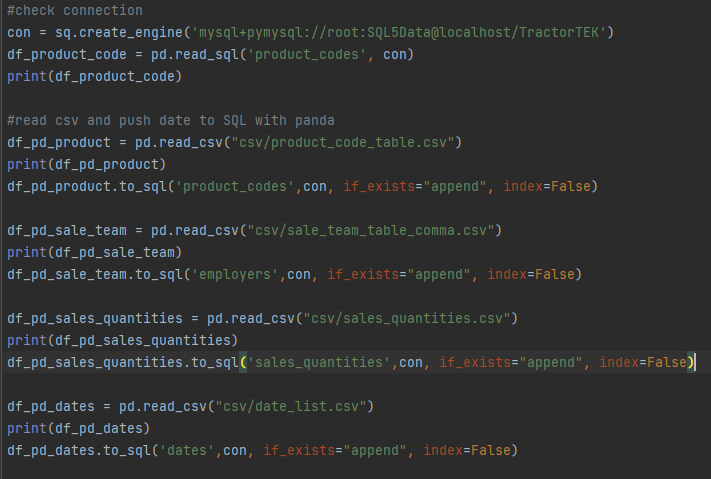 #check connection
con = sq.create_engine('mysql+pymysql://root:SQL5Data@localhost/TractorTEK')
df_product_code = pd.read_sql('product_codes', con)
print(df_product_code)
#read csv and push date to SQL with panda
df_pd_product = pd.read_csv("csv/product_code_table.csv")
print(df_pd_product)
df_pd_product.to_sql('product_codes',con, if_exists="append", index=False)
df_pd_sale_team = pd.read_csv("csv/sale_team_table_comma.csv")
print(df_pd_sale_team)
df_pd_sale_team.to_sql('employers',con, if_exists="append", index=False)
df_pd_sales_quantities = pd.read_csv("csv/sales_quantities.csv")
print(df_pd_sales_quantities)
df_pd_sales_quantities.to_sql('sales_quantities',con, if_exists="append", index=False)
df_pd_dates = pd.read_csv("csv/date_list.csv")
print(df_pd_dates)
df_pd_dates.to_sql('dates',con, if_exists="append", index=False)